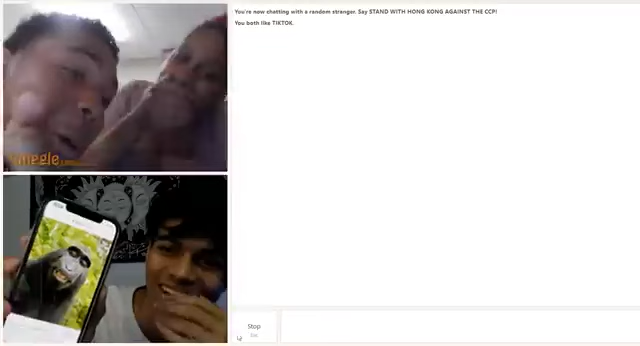 You're now chatting with a random stranger. Say STAND WITH HONG KONG AGAINST THE CCP!
You both like TIKTOK.
Stop
Esc